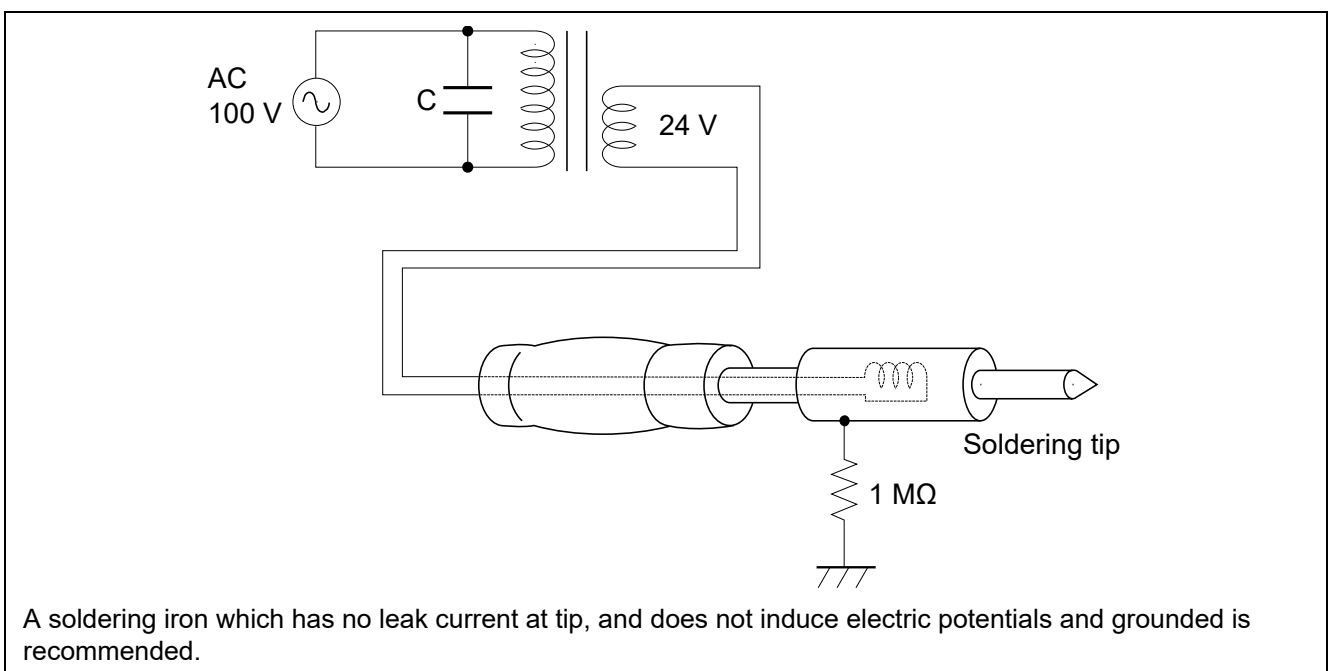 AC
100 V
C
24 V
Soldering tip
1 MΩ
A soldering iron which has no leak current at tip, and does not induce electric potentials and grounded is
recommended.